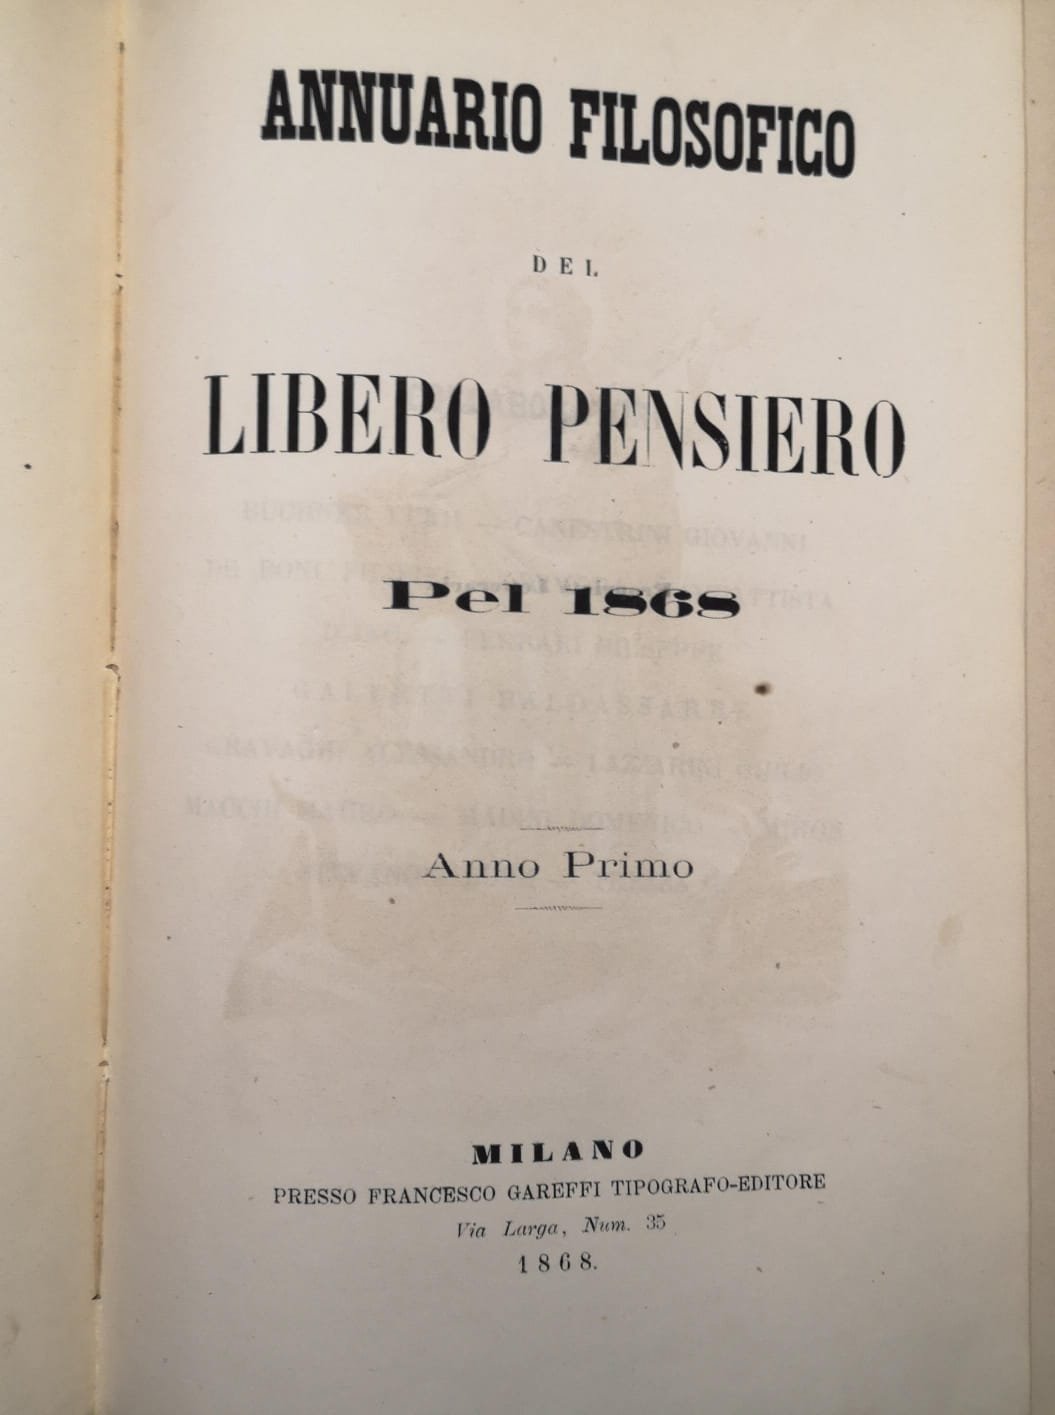 ANNUARIO FILOSOFICO
DEL
LIBERO PENSIERO
Pel 1868
Anno Primo
MILANO
PRESSO FRANCESCO GAREFFI TIPOGRAFO-EDITORE
Via Larga, Num. 35
1868.